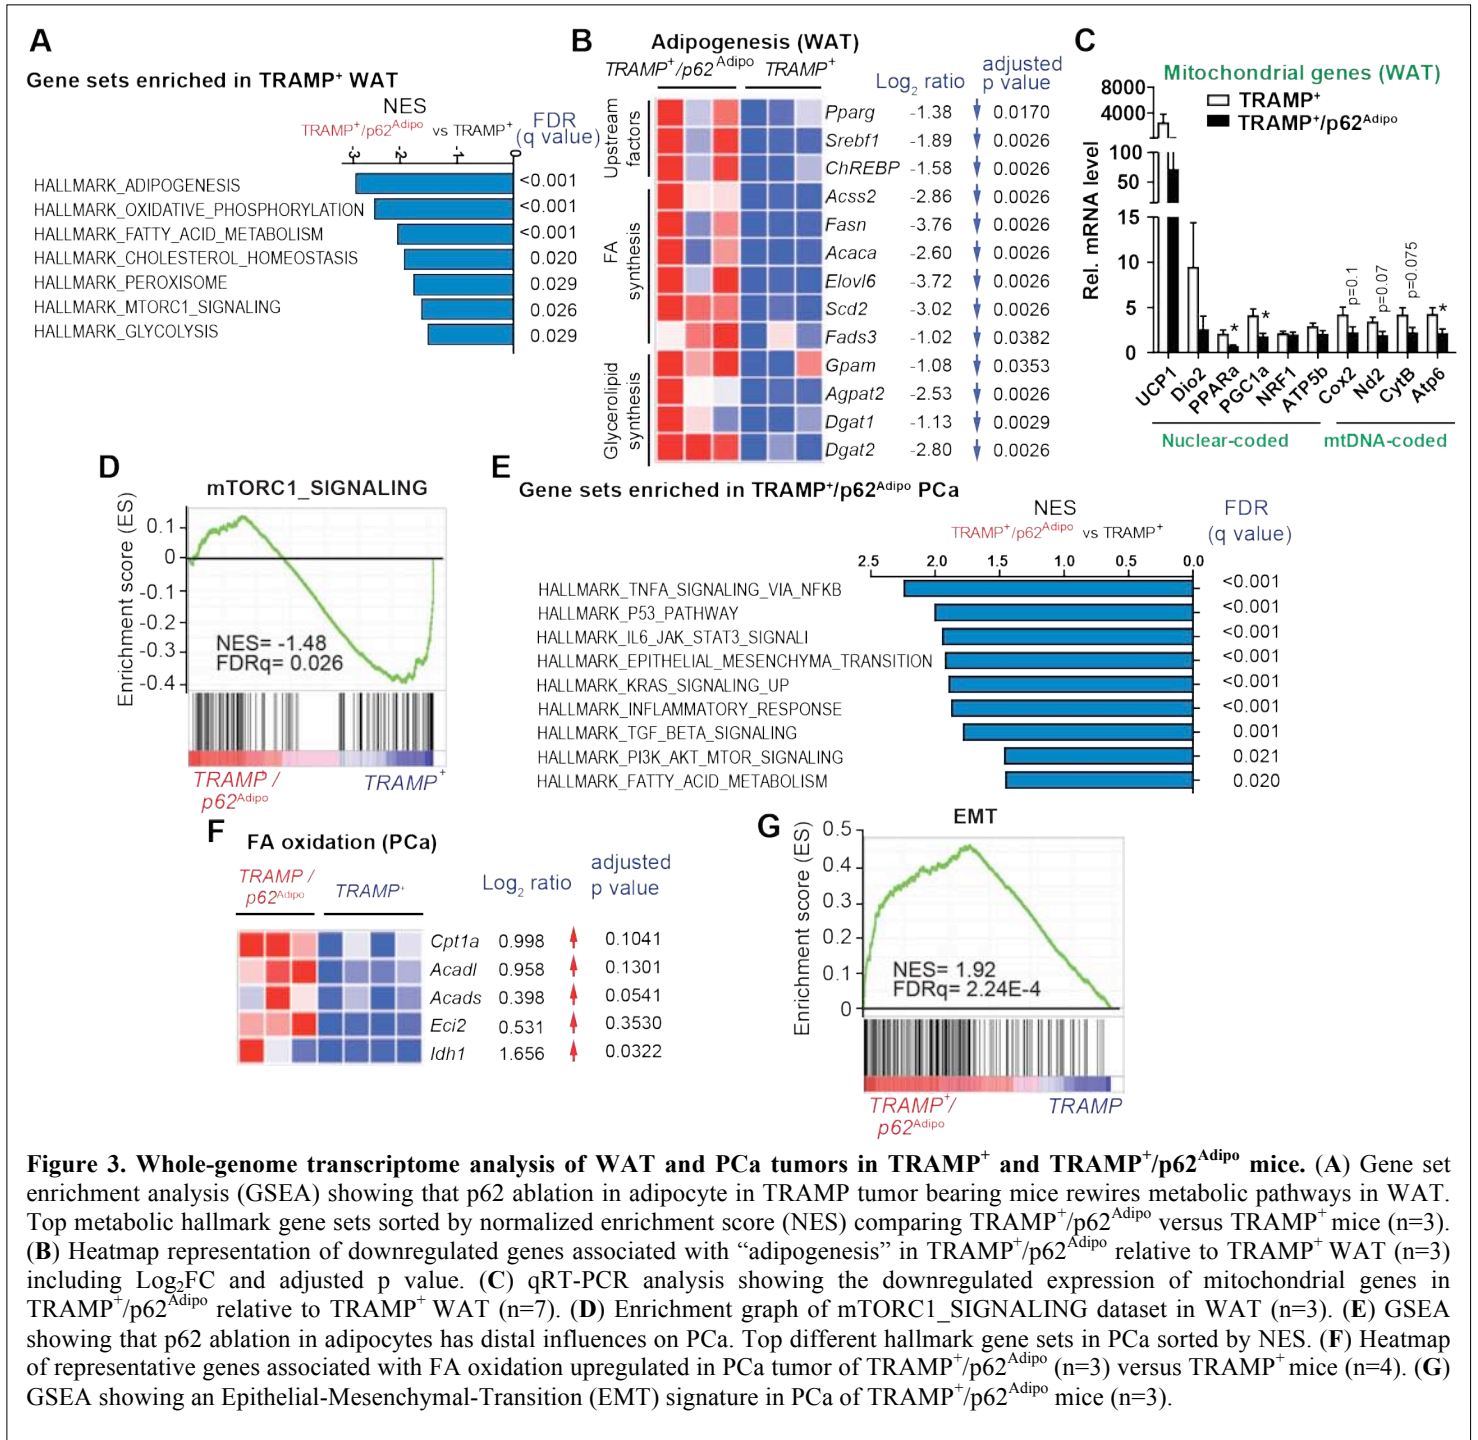 A
Gene sets enriched in TRAMP⁺ WAT
NES
TRAMP⁺/p62ᴬᵈⁱᵖᵒ vs TRAMP⁺
FDR
(q value)
-3 -2 -1 0
HALLMARK_ADIPOGENESIS <0.001
HALLMARK_OXIDATIVE_PHOSPHORYLATION <0.001
HALLMARK_FATTY_ACID_METABOLISM <0.001
HALLMARK_CHOLESTEROL_HOMEOSTASIS 0.020
HALLMARK_PEROXISOME 0.029
HALLMARK_MTORC1_SIGNALING 0.026
HALLMARK_GLYCOLYSIS 0.029
B
Adipogenesis (WAT)
TRAMP⁺/p62 ᴬᵈⁱᵖᵒ TRAMP⁺
Log₂ ratio
adjusted
p value
Upstream
factors
FA
synthesis
Glycerolipid
synthesis
Pparg -1.38 0.0170
Srebf1 -1.89 0.0026
ChREBP -1.58 0.0026
Acss2 -2.86 0.0026
Fasn -3.76 0.0026
Acaca -2.60 0.0026
Elovl6 -3.72 0.0026
Scd2 -3.02 0.0026
Fads3 -1.02 0.0382
Gpam -1.08 0.0353
Agpat2 -2.53 0.0026
Dgat1 -1.13 0.0029
Dgat2 -2.80 0.0026
C
Mitochondrial genes (WAT)
TRAMP⁺
TRAMP⁺/p62ᴬᵈⁱᵖᵒ
Rel. mRNA level
8000
4000
100
50
15
10
5
0
* * p=0.1 p=0.07 p=0.075 *
UCP1 Dio2 PPARa PGC1a NRF1 ATP5b Cox2 Nd2 CytB Atp6
Nuclear-coded mtDNA-coded
D
mTORC1_SIGNALING
Enrichment score (ES)
0.1
0
-0.1
-0.2
-0.3
-0.4
NES= -1.48
FDRq= 0.026
TRAMP /
p62ᴬᵈⁱᵖᵒ
TRAMP⁺
E
Gene sets enriched in TRAMP⁺/p62ᴬᵈⁱᵖᵒ PCa
NES
TRAMP⁺/p62ᴬᵈⁱᵖᵒ vs TRAMP⁺
FDR
(q value)
2.5 2.0 1.5 1.0 0.5 0.0
HALLMARK_TNFA_SIGNALING_VIA_NFKB <0.001
HALLMARK_P53_PATHWAY <0.001
HALLMARK_IL6_JAK_STAT3_SIGNALI <0.001
HALLMARK_EPITHELIAL_MESENCHYMA_TRANSITION <0.001
HALLMARK_KRAS_SIGNALING_UP <0.001
HALLMARK_INFLAMMATORY_RESPONSE <0.001
HALLMARK_TGF_BETA_SIGNALING 0.001
HALLMARK_PI3K_AKT_MTOR_SIGNALING 0.021
HALLMARK_FATTY_ACID_METABOLISM 0.020
F
FA oxidation (PCa)
TRAMP /
p62ᴬᵈⁱᵖᵒ
TRAMP⁺
Log₂ ratio
adjusted
p value
Cpt1a 0.998 0.1041
Acadl 0.958 0.1301
Acads 0.398 0.0541
Eci2 0.531 0.3530
Idh1 1.656 0.0322
G
EMT
Enrichment score (ES)
0.5
0.4
0.3
0.2
0.1
0
NES= 1.92
FDRq= 2.24E-4
TRAMP⁺/
p62ᴬᵈⁱᵖᵒ
TRAMP
Figure 3. Whole-genome transcriptome analysis of WAT and PCa tumors in TRAMP⁺ and TRAMP⁺/p62ᴬᵈⁱᵖᵒ mice. (A) Gene set
enrichment analysis (GSEA) showing that p62 ablation in adipocyte in TRAMP tumor bearing mice rewires metabolic pathways in WAT.
Top metabolic hallmark gene sets sorted by normalized enrichment score (NES) comparing TRAMP⁺/p62ᴬᵈⁱᵖᵒ versus TRAMP⁺ mice (n=3).
(B) Heatmap representation of downregulated genes associated with “adipogenesis” in TRAMP⁺/p62ᴬᵈⁱᵖᵒ relative to TRAMP⁺ WAT (n=3)
including Log₂FC and adjusted p value. (C) qRT-PCR analysis showing the downregulated expression of mitochondrial genes in
TRAMP⁺/p62ᴬᵈⁱᵖᵒ relative to TRAMP⁺ WAT (n=7). (D) Enrichment graph of mTORC1_SIGNALING dataset in WAT (n=3). (E) GSEA
showing that p62 ablation in adipocytes has distal influences on PCa. Top different hallmark gene sets in PCa sorted by NES. (F) Heatmap
of representative genes associated with FA oxidation upregulated in PCa tumor of TRAMP⁺/p62ᴬᵈⁱᵖᵒ (n=3) versus TRAMP⁺ mice (n=4). (G)
GSEA showing an Epithelial-Mesenchymal-Transition (EMT) signature in PCa of TRAMP⁺/p62ᴬᵈⁱᵖᵒ mice (n=3).